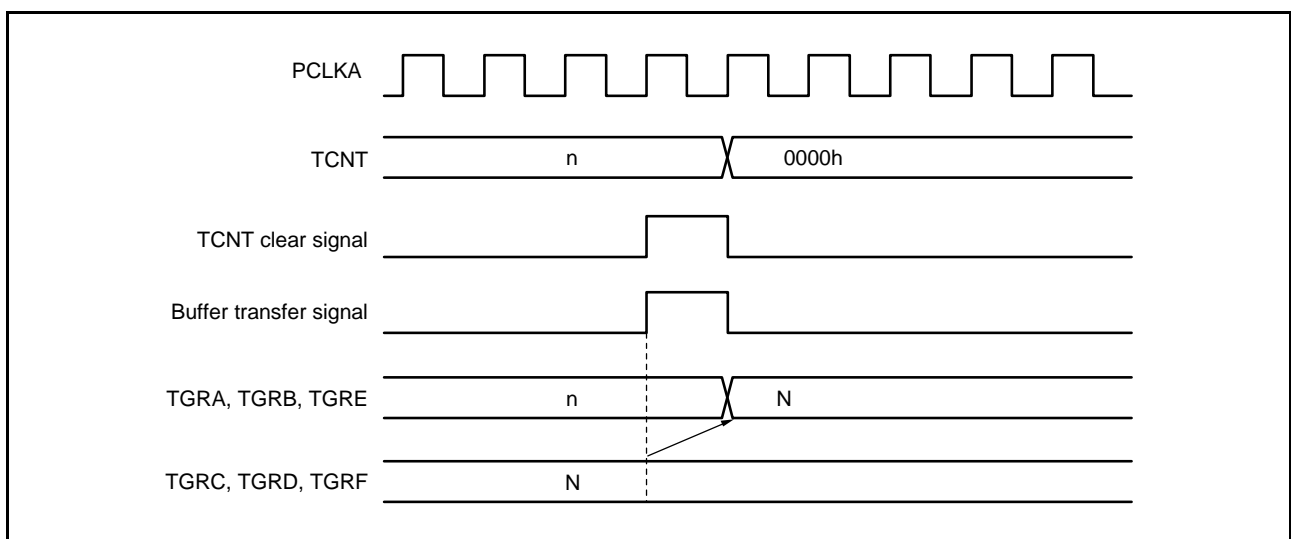 PCLKA
TCNT n 0000h
TCNT clear signal
Buffer transfer signal
TGRA, TGRB, TGRE n N
TGRC, TGRD, TGRF N